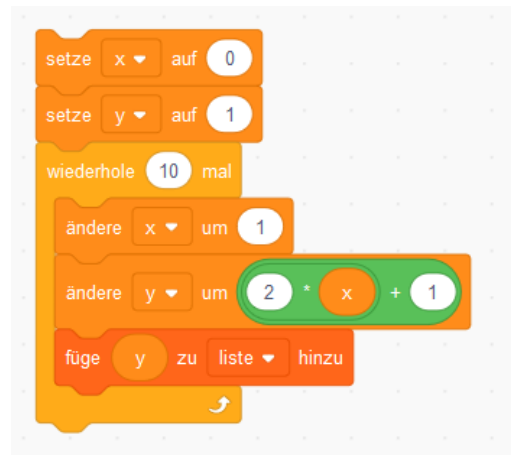 setze x auf 0
setze y auf 1
wiederhole 10 mal
ändere x um 1
ändere y um 2 * x + 1
füge y zu liste hinzu